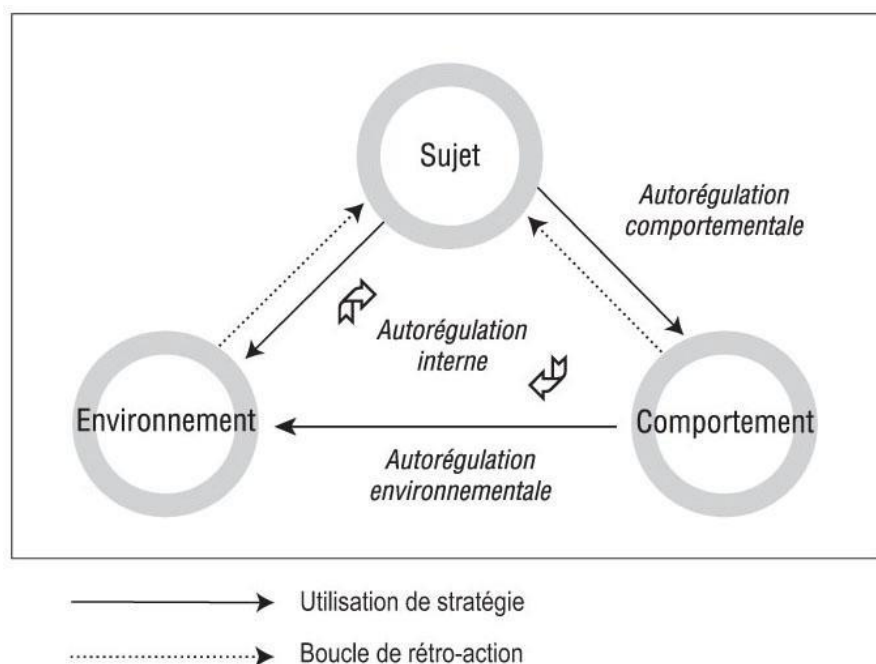 Sujet
Autorégulation
comportementale
Autorégulation
interne
Environnement
Comportement
Autorégulation
environnementale
Utilisation de stratégie
Boucle de rétro-action